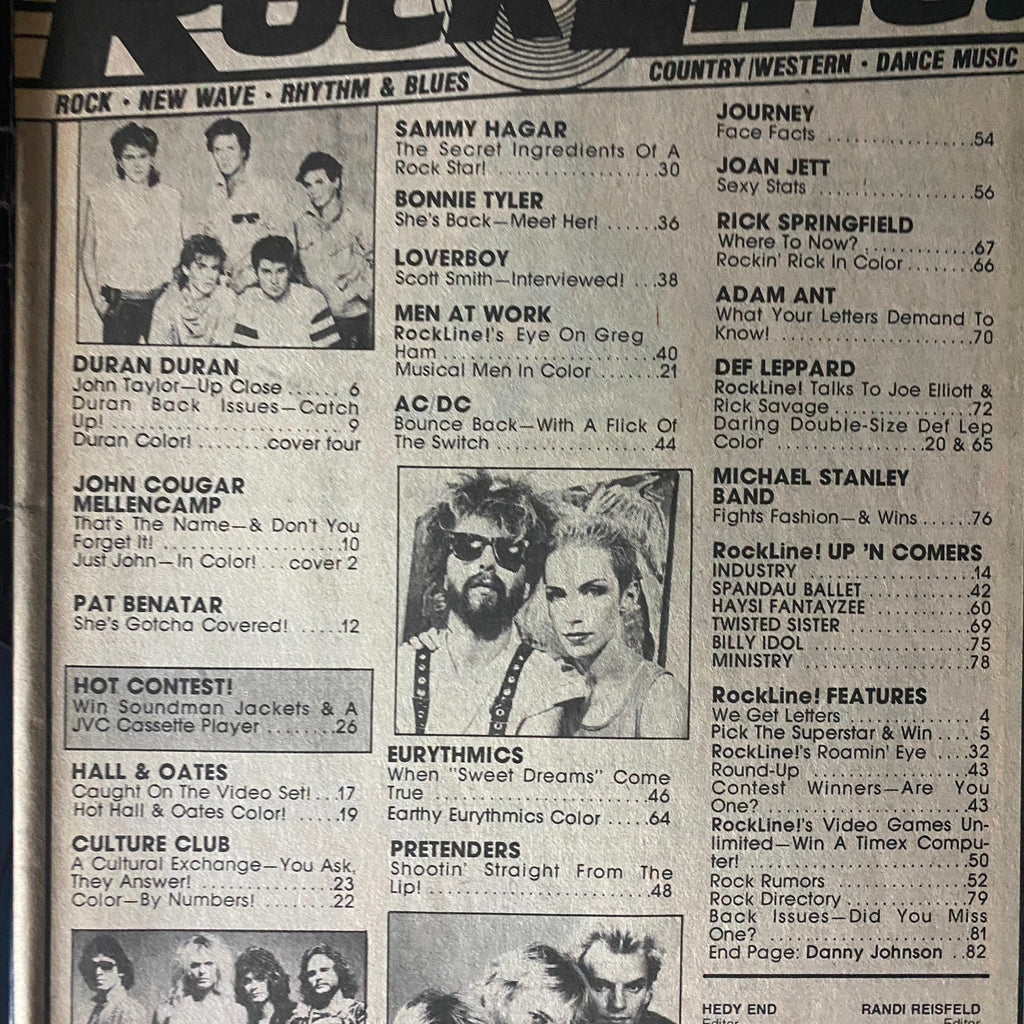 ROCK • NEW WAVE • RHYTHM & BLUES
COUNTRY/WESTERN • DANCE MUSIC
DURAN DURAN
John Taylor—Up Close ...... 6
Duran Back Issues—Catch
Up! ........................ 9
Duran Color! ........cover four
JOHN COUGAR
MELLENCAMP
That's The Name—& Don't You
Forget It! ..................10
Just John—In Color! ...cover 2
PAT BENATAR
She's Gotcha Covered! .....12
HOT CONTEST!
Win Soundman Jackets & A
JVC Cassette Player ........26
HALL & OATES
Caught On The Video Set! ..17
Hot Hall & Oates Color! .....19
CULTURE CLUB
A Cultural Exchange—You Ask,
They Answer! ...............23
Color—By Numbers! ........22
SAMMY HAGAR
The Secret Ingredients Of A
Rock Star! .................30
BONNIE TYLER
She's Back—Meet Her! ......36
LOVERBOY
Scott Smith—Interviewed! ...38
MEN AT WORK
RockLine!'s Eye On Greg
Ham ......................40
Musical Men In Color .......21
AC/DC
Bounce Back—With A Flick Of
The Switch .................44
EURYTHMICS
When "Sweet Dreams" Come
True .......................46
Earthy Eurythmics Color .....64
PRETENDERS
Shootin' Straight From The
Lip! ........................48
JOURNEY
Face Facts ................54
JOAN JETT
Sexy Stats .................56
RICK SPRINGFIELD
Where To Now? ............67
Rockin' Rick In Color .......66
ADAM ANT
What Your Letters Demand To
Know! .....................70
DEF LEPPARD
RockLine! Talks To Joe Elliott &
Rick Savage ...............72
Daring Double-Size Def Lep
Color .................20 & 65
MICHAEL STANLEY
BAND
Fights Fashion—& Wins ......76
RockLine! UP 'N COMERS
INDUSTRY ..................14
SPANDAU BALLET ............42
HAYSI FANTAYZEE ............60
TWISTED SISTER ..............69
BILLY IDOL ..................75
MINISTRY ...................78
RockLine! FEATURES
We Get Letters .............. 4
Pick The Superstar & Win .... 5
RockLine!'s Roamin' Eye ....32
Round-Up ..................43
Contest Winners—Are You
One? ......................43
RockLine!'s Video Games Un-
limited—Win A Timex Compu-
ter! ........................50
Rock Rumors ...............52
Rock Directory ..............79
Back Issues—Did You Miss
One? ......................81
End Page: Danny Johnson ..82
HEDY END RANDI REISFELD
Editor Editor